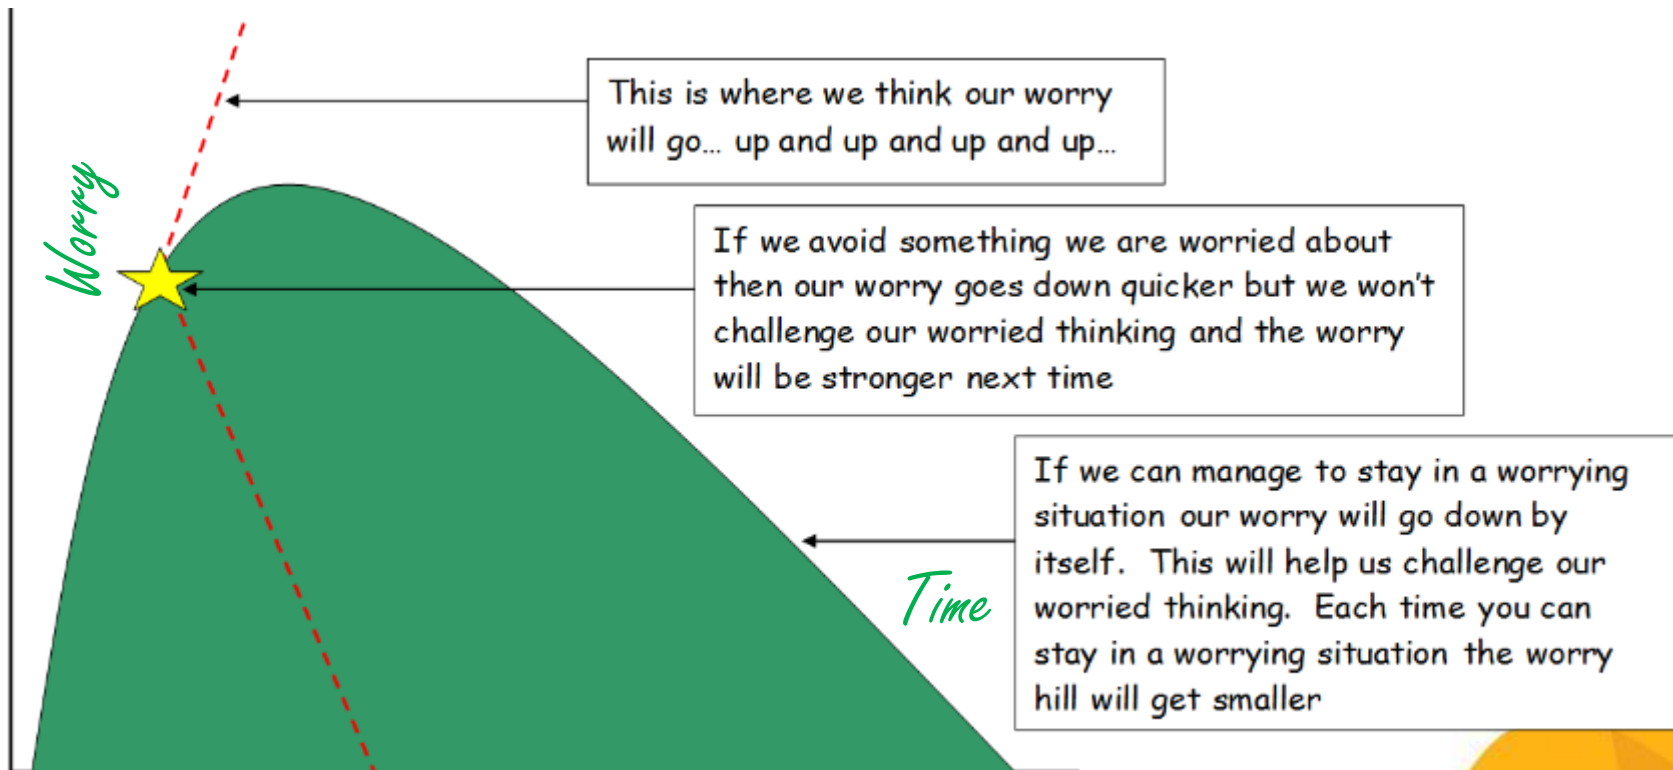 This is where we think our worry
will go... up and up and up and up...
Worry
If we avoid something we are worried about
then our worry goes down quicker but we won't
challenge our worried thinking and the worry
will be stronger next time
If we can manage to stay in a worrying
situation our worry will go down by
itself. This will help us challenge our
worried thinking. Each time you can
stay in a worrying situation the worry
hill will get smaller
Time